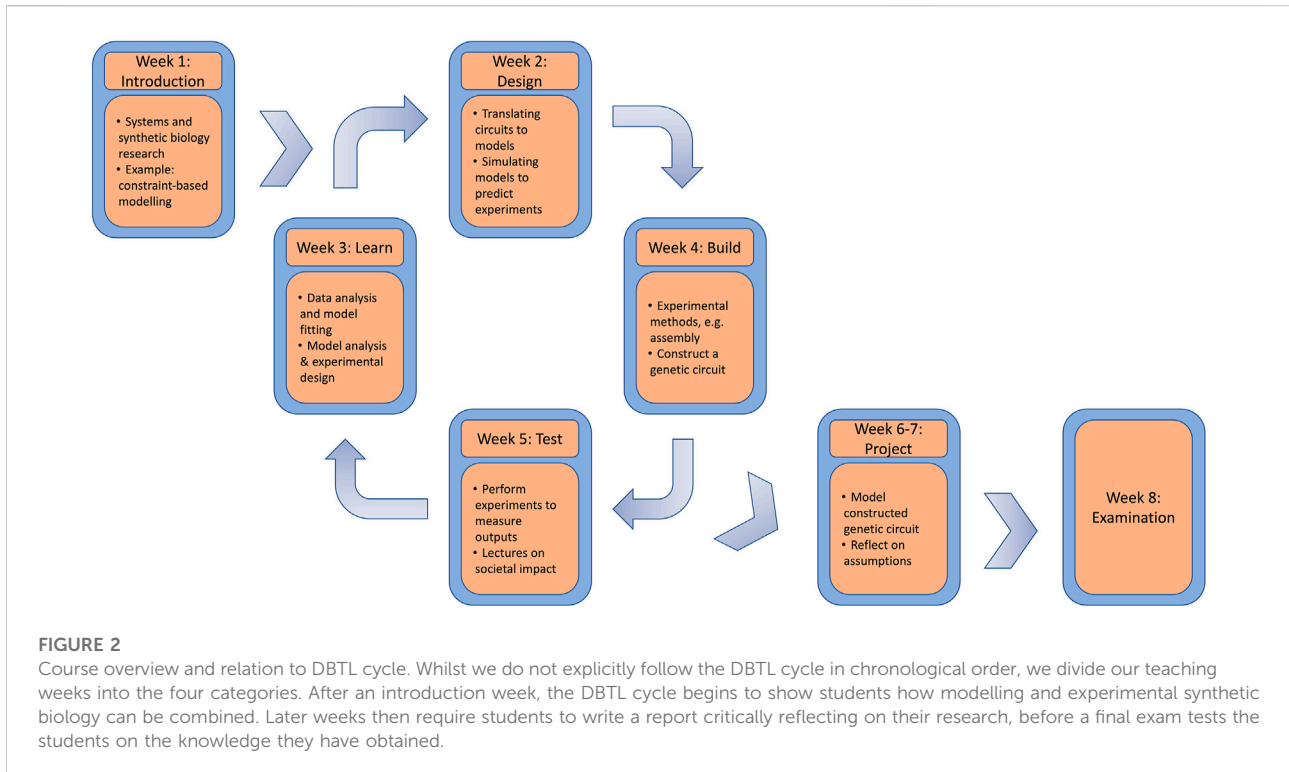 Week 1:
Introduction
• Systems and
synthetic biology
research
• Example:
constraint-based
modelling
Week 2:
Design
• Translating
circuits to
models
• Simulating
models to
predict
experiments
Week 3: Learn
• Data analysis
and model
fitting
• Model analysis
& experimental
design
Week 4: Build
• Experimental
methods, e.g.
assembly
• Construct a
genetic circuit
Week 5: Test
• Perform
experiments to
measure
outputs
• Lectures on
societal impact
Week 6-7:
Project
• Model
constructed
genetic circuit
• Reflect on
assumptions
Week 8:
Examination
FIGURE 2
Course overview and relation to DBTL cycle. Whilst we do not explicitly follow the DBTL cycle in chronological order, we divide our teaching
weeks into the four categories. After an introduction week, the DBTL cycle begins to show students how modelling and experimental synthetic
biology can be combined. Later weeks then require students to write a report critically reflecting on their research, before a final exam tests the
students on the knowledge they have obtained.